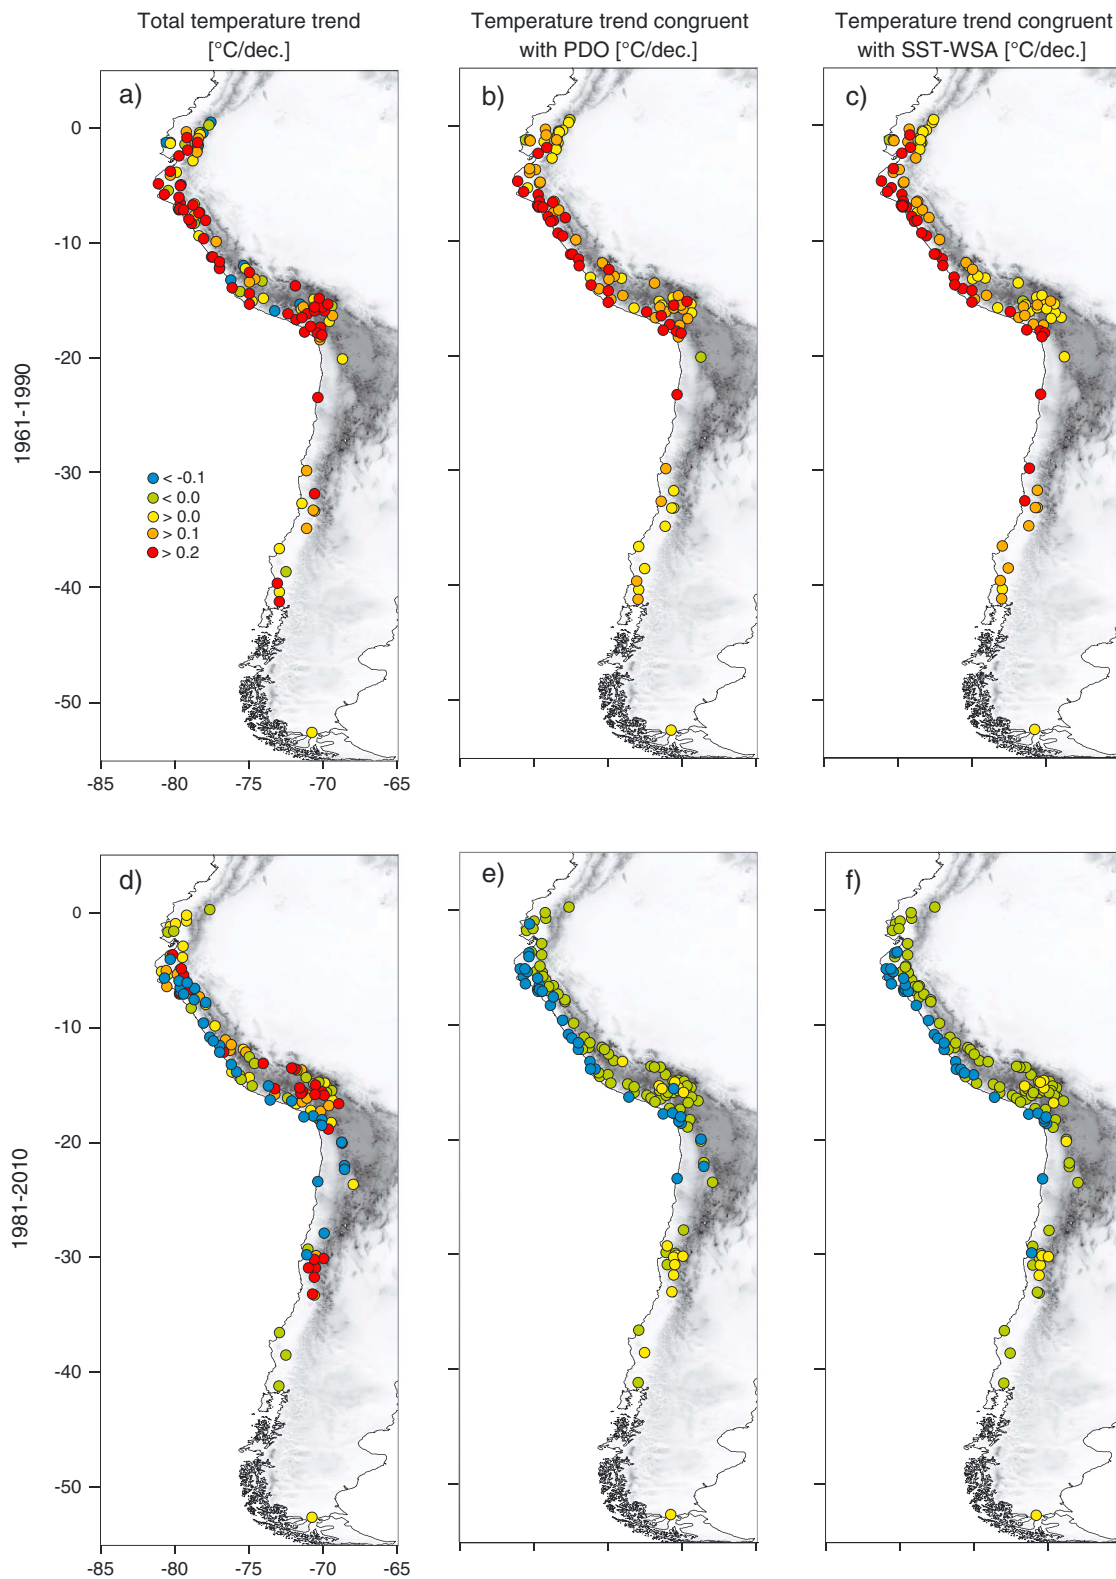 Total temperature trend
[°C/dec.]
Temperature trend congruent
with PDO [°C/dec.]
Temperature trend congruent
with SST-WSA [°C/dec.]
1961-1990
a)
b)
c)
0
-10
-20
-30
-40
-50
< -0.1
< 0.0
> 0.0
> 0.1
> 0.2
-85 -80 -75 -70 -65
1981-2010
d)
e)
f)
0
-10
-20
-30
-40
-50
-85 -80 -75 -70 -65